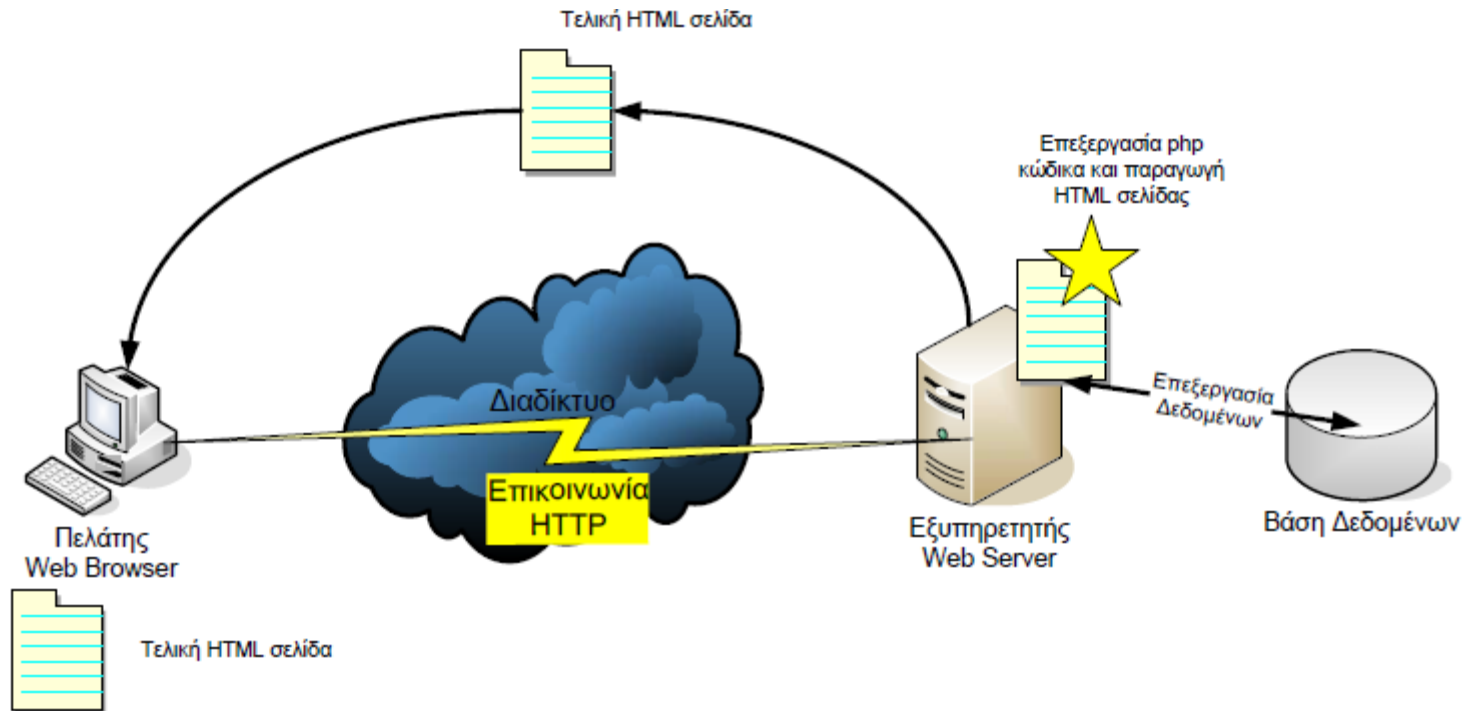 Τελική HTML σελίδα
Επεξεργασία php
κώδικα και παραγωγή
HTML σελίδας
Διαδίκτυο
Επεξεργασία
Δεδομένων
Επικοινωνία
HTTP
Πελάτης
Web Browser
Εξυπηρετητής
Web Server
Βάση Δεδομένων
Τελική HTML σελίδα